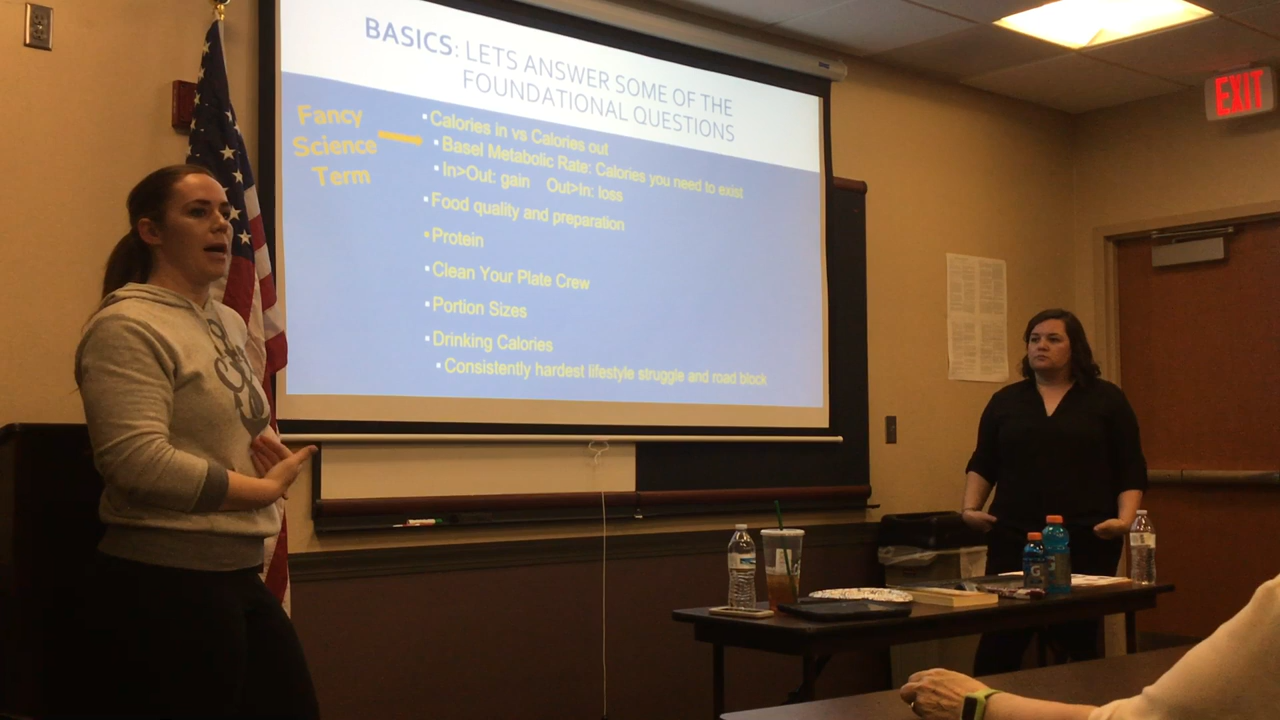 BASICS: LETS ANSWER SOME OF THE
FOUNDATIONAL QUESTIONS
Fancy
Science
Term
▪Calories in vs Calories out
▪Basel Metabolic Rate: Calories you need to exist
▪In>Out: gain Out>In: loss
▪Food quality and preparation
▪Protein
▪Clean Your Plate Crew
▪Portion Sizes
▪Drinking Calories
▪Consistently hardest lifestyle struggle and road block
EXIT
G